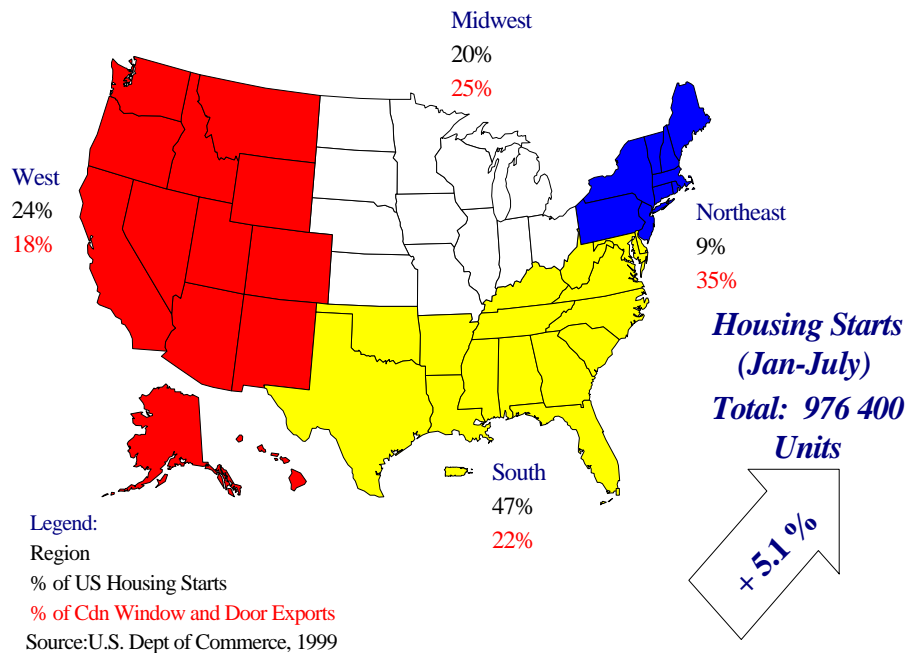 Midwest
20%
25%
West
24%
18%
Northeast
9%
35%
Housing Starts
(Jan-July)
Total: 976 400
Units
+ 5.1 %
South
47%
22%
Legend:
Region
% of US Housing Starts
% of Cdn Window and Door Exports
Source:U.S. Dept of Commerce, 1999